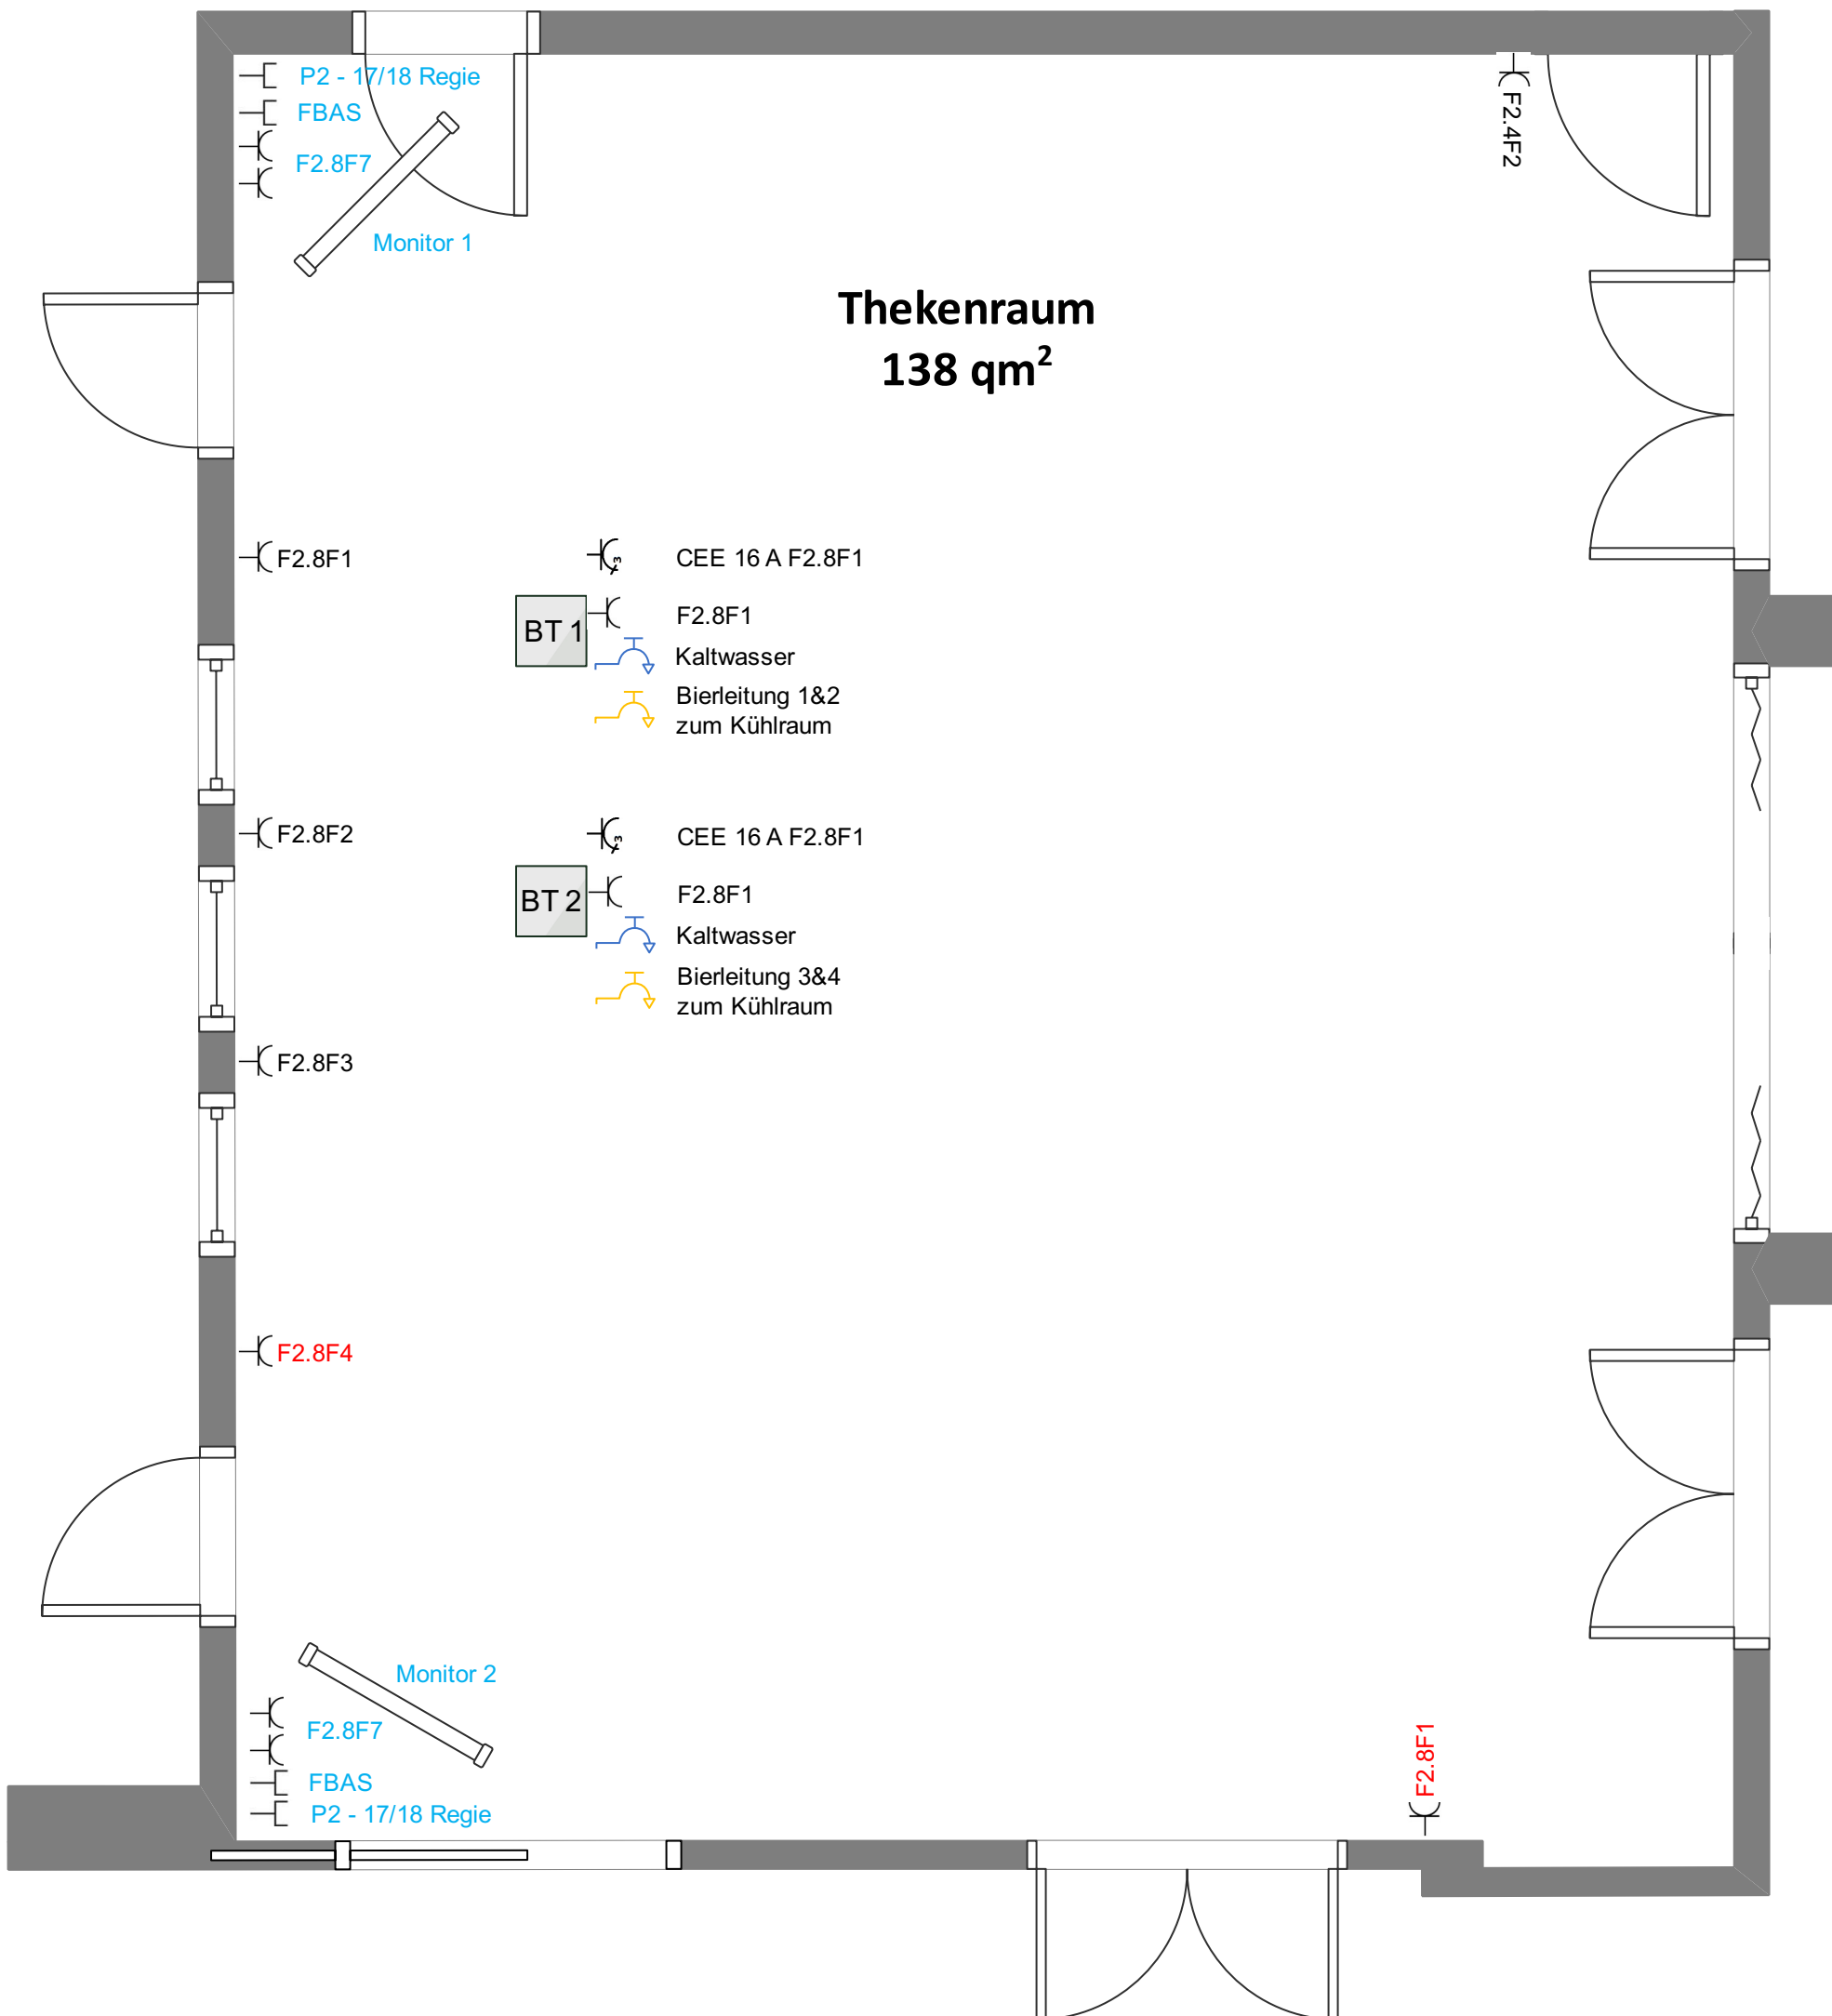 P2 - 17/18 Regie
FBAS
F2.8F7
Monitor 1
F2.4F2
Thekenraum
138 qm²
F2.8F1
CEE 16 A F2.8F1
BT 1
F2.8F1
Kaltwasser
Bierleitung 1&2
zum Kühlraum
F2.8F2
CEE 16 A F2.8F1
BT 2
F2.8F1
Kaltwasser
Bierleitung 3&4
zum Kühlraum
F2.8F3
F2.8F4
Monitor 2
F2.8F7
FBAS
P2 - 17/18 Regie
F2.8F1
3
3